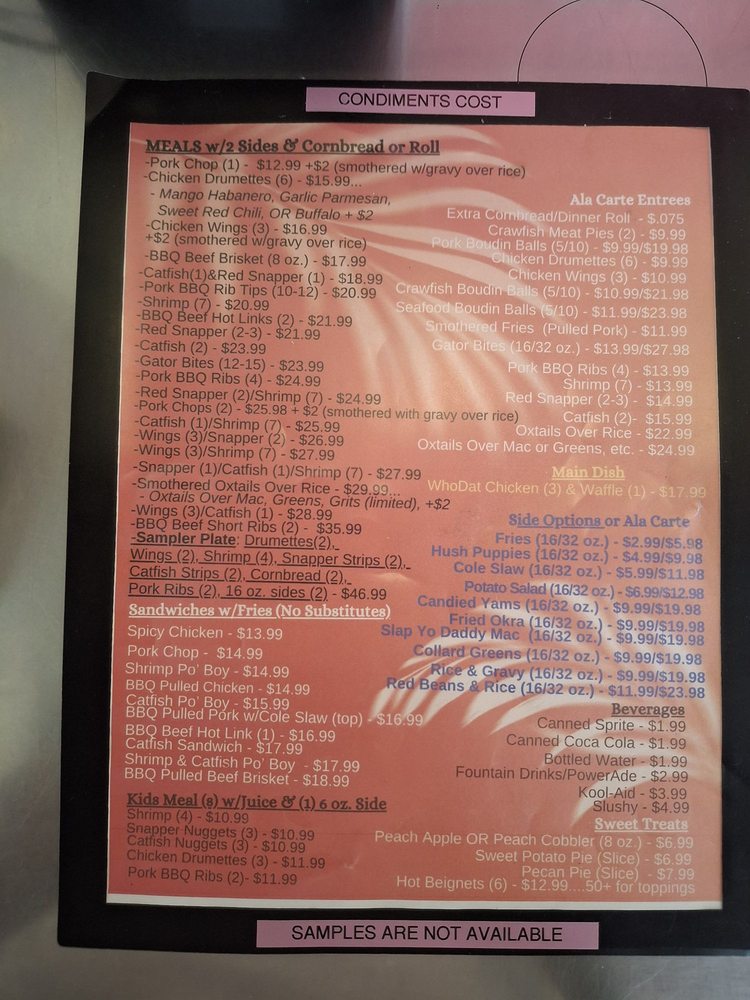 CONDIMENTS COST
MEALS w/2 Sides & Cornbread or Roll
-Pork Chop (1) - $12.99 +$2 (smothered w/gravy over rice)
-Chicken Drumettes (6) - $15.99...
- Mango Habanero, Garlic Parmesan,
Sweet Red Chili, OR Buffalo + $2
-Chicken Wings (3) - $16.99
+$2 (smothered w/gravy over rice)
-BBQ Beef Brisket (8 oz.) - $17.99
-Catfish(1)&Red Snapper (1) - $18.99
-Pork BBQ Rib Tips (10-12) - $20.99
-Shrimp (7) - $20.99
-BBQ Beef Hot Links (2) - $21.99
-Red Snapper (2-3) - $21.99
-Catfish (2) - $23.99
-Gator Bites (12-15) - $23.99
-Pork BBQ Ribs (4) - $24.99
-Red Snapper (2)/Shrimp (7) - $24.99
-Pork Chops (2) - $25.98 + $2 (smothered with gravy over rice)
-Catfish (1)/Shrimp (7) - $25.99
-Wings (3)/Snapper (2) - $26.99
-Wings (3)/Shrimp (7) - $27.99
-Snapper (1)/Catfish (1)/Shrimp (7) - $27.99
-Smothered Oxtails Over Rice - $29.99...
- Oxtails Over Mac, Greens, Grits (limited), +$2
-Wings (3)/Catfish (1) - $28.99
-BBQ Beef Short Ribs (2) - $35.99
-Sampler Plate: Drumettes(2),
Wings (2), Shrimp (4), Snapper Strips (2),
Catfish Strips (2), Cornbread (2),
Pork Ribs (2), 16 oz. sides (2) - $46.99
Sandwiches w/Fries (No Substitutes)
Spicy Chicken - $13.99
Pork Chop - $14.99
Shrimp Po' Boy - $14.99
BBQ Pulled Chicken - $14.99
Catfish Po' Boy - $15.99
BBQ Pulled Pork w/Cole Slaw (top) - $16.99
BBQ Beef Hot Link (1) - $16.99
Catfish Sandwich - $17.99
Shrimp & Catfish Po' Boy - $17.99
BBQ Pulled Beef Brisket - $18.99
Kids Meal (8) w/Juice & (1) 6 oz. Side
Shrimp (4) - $10.99
Snapper Nuggets (3) - $10.99
Catfish Nuggets (3) - $10.99
Chicken Drumettes (3) - $11.99
Pork BBQ Ribs (2)- $11.99
Ala Carte Entrees
Extra Cornbread/Dinner Roll - $.075
Crawfish Meat Pies (2) - $9.99
Pork Boudin Balls (5/10) - $9.99/$19.98
Chicken Drumettes (6) - $9.99
Chicken Wings (3) - $10.99
Crawfish Boudin Balls (5/10) - $10.99/$21.98
Seafood Boudin Balls (5/10) - $11.99/$23.98
Smothered Fries (Pulled Pork) - $11.99
Gator Bites (16/32 oz.) - $13.99/$27.98
Pork BBQ Ribs (4) - $13.99
Shrimp (7) - $13.99
Red Snapper (2-3) - $14.99
Catfish (2)- $15.99
Oxtails Over Rice - $22.99
Oxtails Over Mac or Greens, etc. - $24.99
Main Dish
WhoDat Chicken (3) & Waffle (1) - $17.99
Side Options or Ala Carte
Fries (16/32 oz.) - $2.99/$5.98
Hush Puppies (16/32 oz.) - $4.99/$9.98
Cole Slaw (16/32 oz.) - $5.99/$11.98
Potato Salad (16/32 oz.) - $6.99/$12.98
Candied Yams (16/32 oz.) - $9.99/$19.98
Fried Okra (16/32 oz.) - $9.99/$19.98
Slap Yo Daddy Mac (16/32 oz.) - $9.99/$19.98
Collard Greens (16/32 oz.) - $9.99/$19.98
Rice & Gravy (16/32 oz.) - $9.99/$19.98
Red Beans & Rice (16/32 oz.) - $11.99/$23.98
Beverages
Canned Sprite - $1.99
Canned Coca Cola - $1.99
Bottled Water - $1.99
Fountain Drinks/PowerAde - $2.99
Kool-Aid - $3.99
Slushy - $4.99
Sweet Treats
Peach Apple OR Peach Cobbler (8 oz.) - $6.99
Sweet Potato Pie (Slice) - $6.99
Pecan Pie (Slice) - $7.99
Hot Beignets (6) - $12.99....50+ for toppings
SAMPLES ARE NOT AVAILABLE